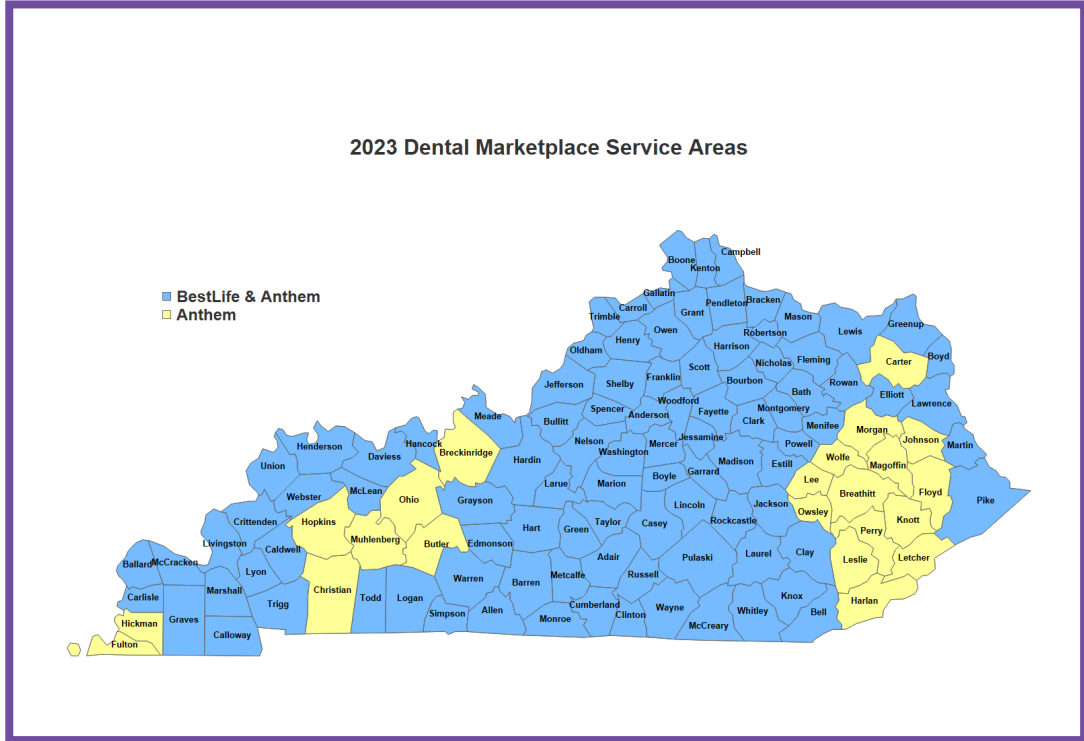 2023 Dental Marketplace Service Areas
BestLife & Anthem
Anthem
Campbell
Boone
Kenton
Gallatin
Carroll
Trimble
Pendleton
Bracken
Grant
Mason
Owen
Robertson
Lewis
Greenup
Henry
Oldham
Harrison
Boyd
Carter
Nicholas
Fleming
Scott
Franklin
Shelby
Jefferson
Bourbon
Rowan
Bath
Elliott
Lawrence
Woodford
Spencer
Anderson
Fayette
Montgomery
Meade
Bullitt
Clark
Menifee
Morgan
Johnson
Martin
Nelson
Mercer
Jessamine
Powell
Washington
Hancock
Henderson
Daviess
Breckinridge
Hardin
Madison
Estill
Wolfe
Magoffin
Union
Boyle
Garrard
Larue
Marion
Lee
Webster
McLean
Ohio
Grayson
Breathitt
Floyd
Pike
Lincoln
Jackson
Owsley
Crittenden
Hopkins
Rockcastle
Knott
Hart
Green
Taylor
Casey
Perry
Livingston
Muhlenberg
Butler
Edmonson
Caldwell
Adair
Pulaski
Laurel
Clay
Leslie
Letcher
Ballard
McCracken
Lyon
Warren
Barren
Metcalfe
Russell
Marshall
Christian
Carlisle
Todd
Logan
Knox
Harlan
Trigg
Cumberland
Wayne
Whitley
Bell
Simpson
Allen
Monroe
Clinton
McCreary
Hickman
Graves
Calloway
Fulton